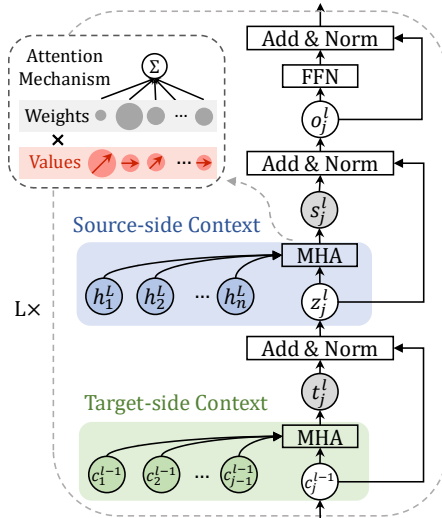 Add & Norm
FFN
o_j^l
Add & Norm
s_j^l
Attention
Mechanism
Σ
Weights
...
×
Values
...
Source-side Context
MHA
h_1^L h_2^L ... h_n^L
z_j^l
L×
Add & Norm
t_j^l
Target-side Context
MHA
c_1^{l-1} c_2^{l-1} ... c_{j-1}^{l-1}
c_j^{l-1}